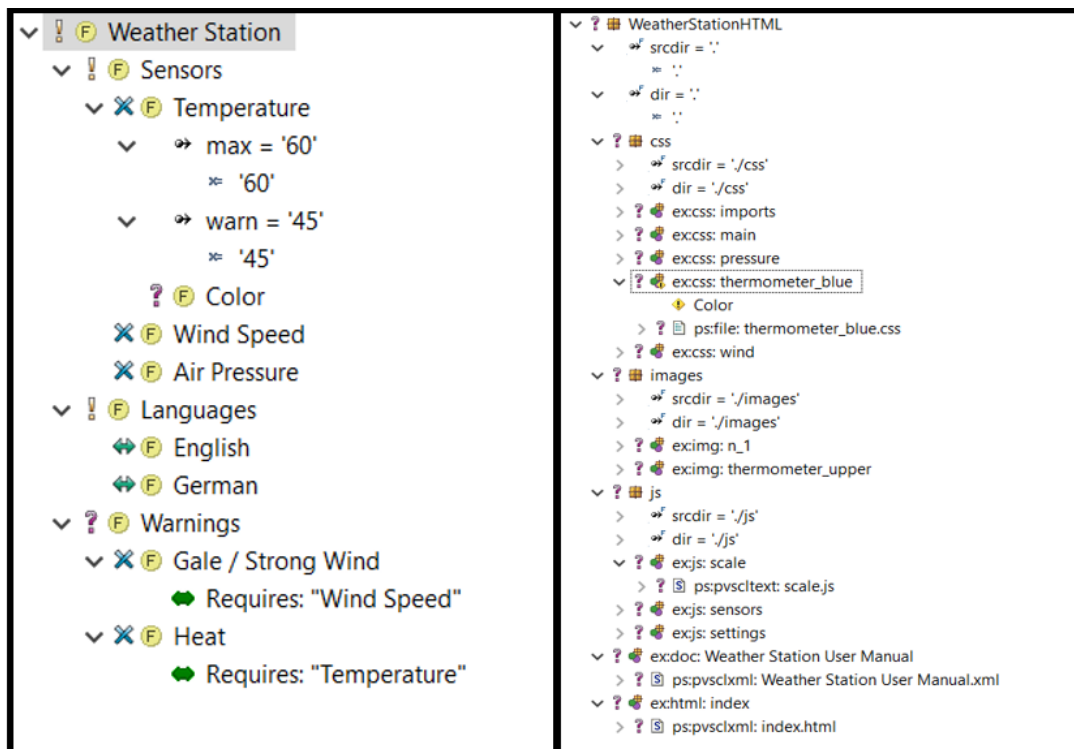 Weather Station
Sensors
Temperature
max = '60'
'60'
warn = '45'
'45'
Color
Wind Speed
Air Pressure
Languages
English
German
Warnings
Gale / Strong Wind
Requires: "Wind Speed"
Heat
Requires: "Temperature"
WeatherStationHTML
srcdir = '.'
'.'
dir = '.'
'.'
css
srcdir = './css'
dir = './css'
ex:css: imports
ex:css: main
ex:css: pressure
ex:css: thermometer_blue
Color
ps:file: thermometer_blue.css
ex:css: wind
images
srcdir = './images'
dir = './images'
ex:img: n_1
ex:img: thermometer_upper
js
srcdir = './js'
dir = './js'
ex:js: scale
ps:pvscltext: scale.js
ex:js: sensors
ex:js: settings
ex:doc: Weather Station User Manual
ps:pvsclxml: Weather Station User Manual.xml
ex:html: index
ps:pvsclxml: index.html